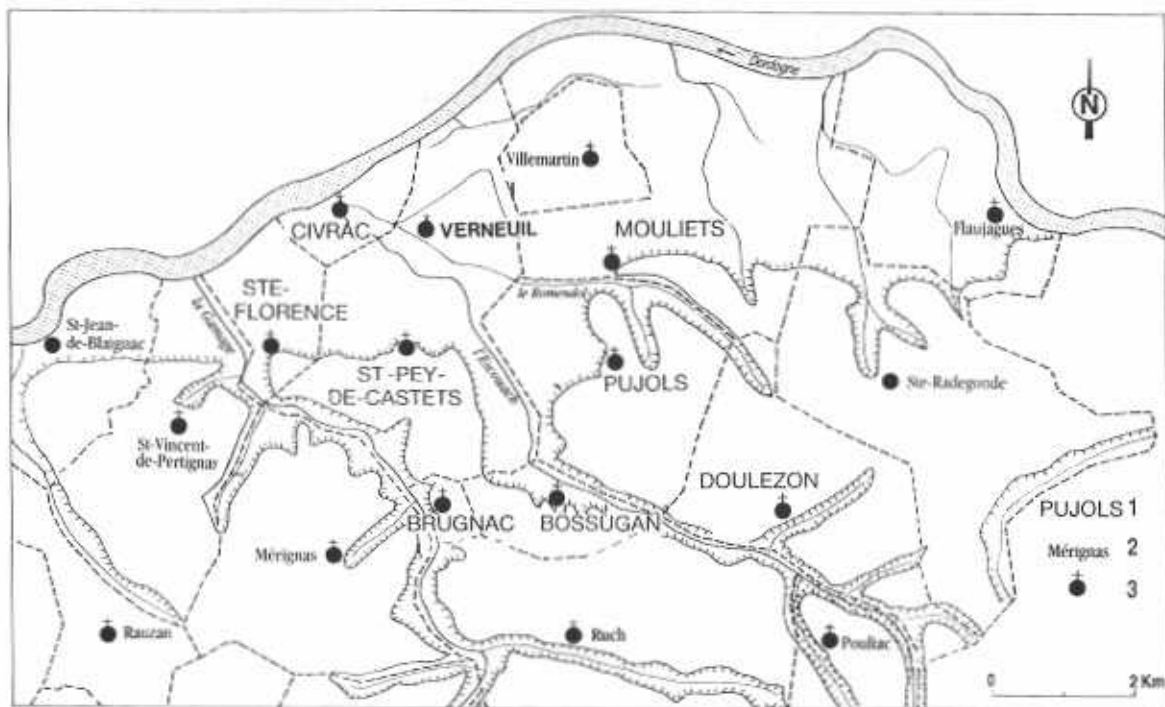 Dordogne
N
Villemartin
CIVRAC
VERNEUIL
MOULIETS
Flaujagues
STE-
FLORENCE
St-Jean-
de-Blaignac
le Romendol
ST-PEY-
DE-CASTETS
PUJOLS
Ste-Radegonde
St-Vincent-
de-Pertignas
DOULEZON
BRUGNAC
BOSSUGAN
PUJOLS 1
Mérignas
Mérignas 2
3
Rauzan
Ruch
Poultac
0 2 Km